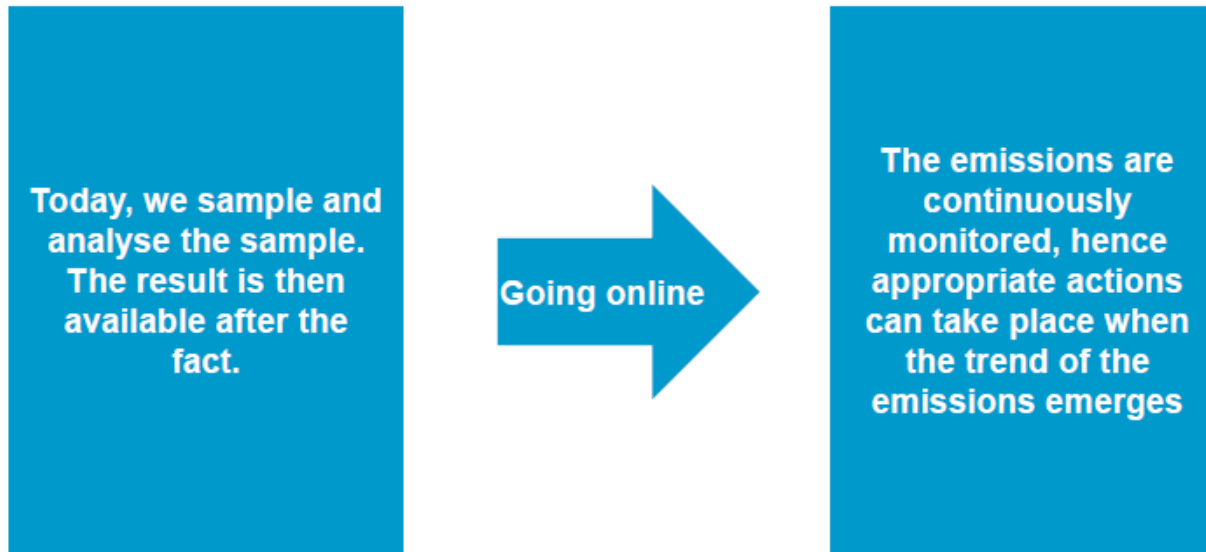 Today, we sample and
analyse the sample.
The result is then
available after the
fact.
Going online
The emissions are
continuously
monitored, hence
appropriate actions
can take place when
the trend of the
emissions emerges